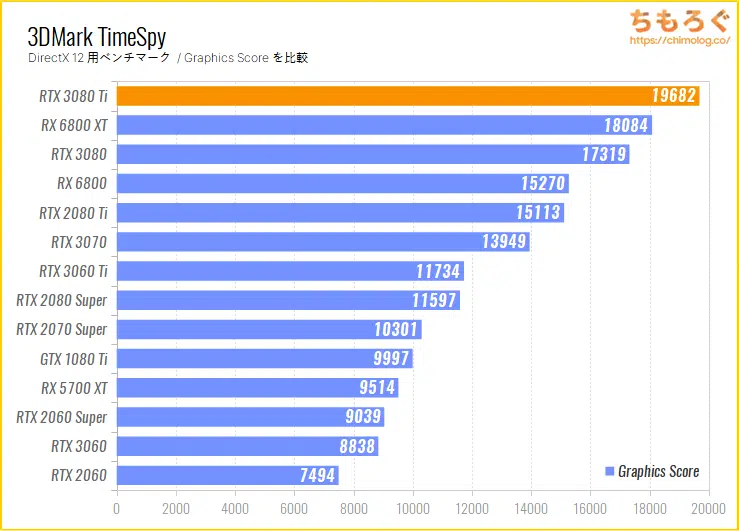 ちもろぐ
https://chimolog.co/
3DMark TimeSpy
DirectX 12 用ベンチマーク / Graphics Score を比較
RTX 3080 Ti 19682
RX 6800 XT 18084
RTX 3080 17319
RX 6800 15270
RTX 2080 Ti 15113
RTX 3070 13949
RTX 3060 Ti 11734
RTX 2080 Super 11597
RTX 2070 Super 10301
GTX 1080 Ti 9997
RX 5700 XT 9514
RTX 2060 Super 9039
RTX 3060 8838
RTX 2060 7494
Graphics Score
0 2000 4000 6000 8000 10000 12000 14000 16000 18000 20000